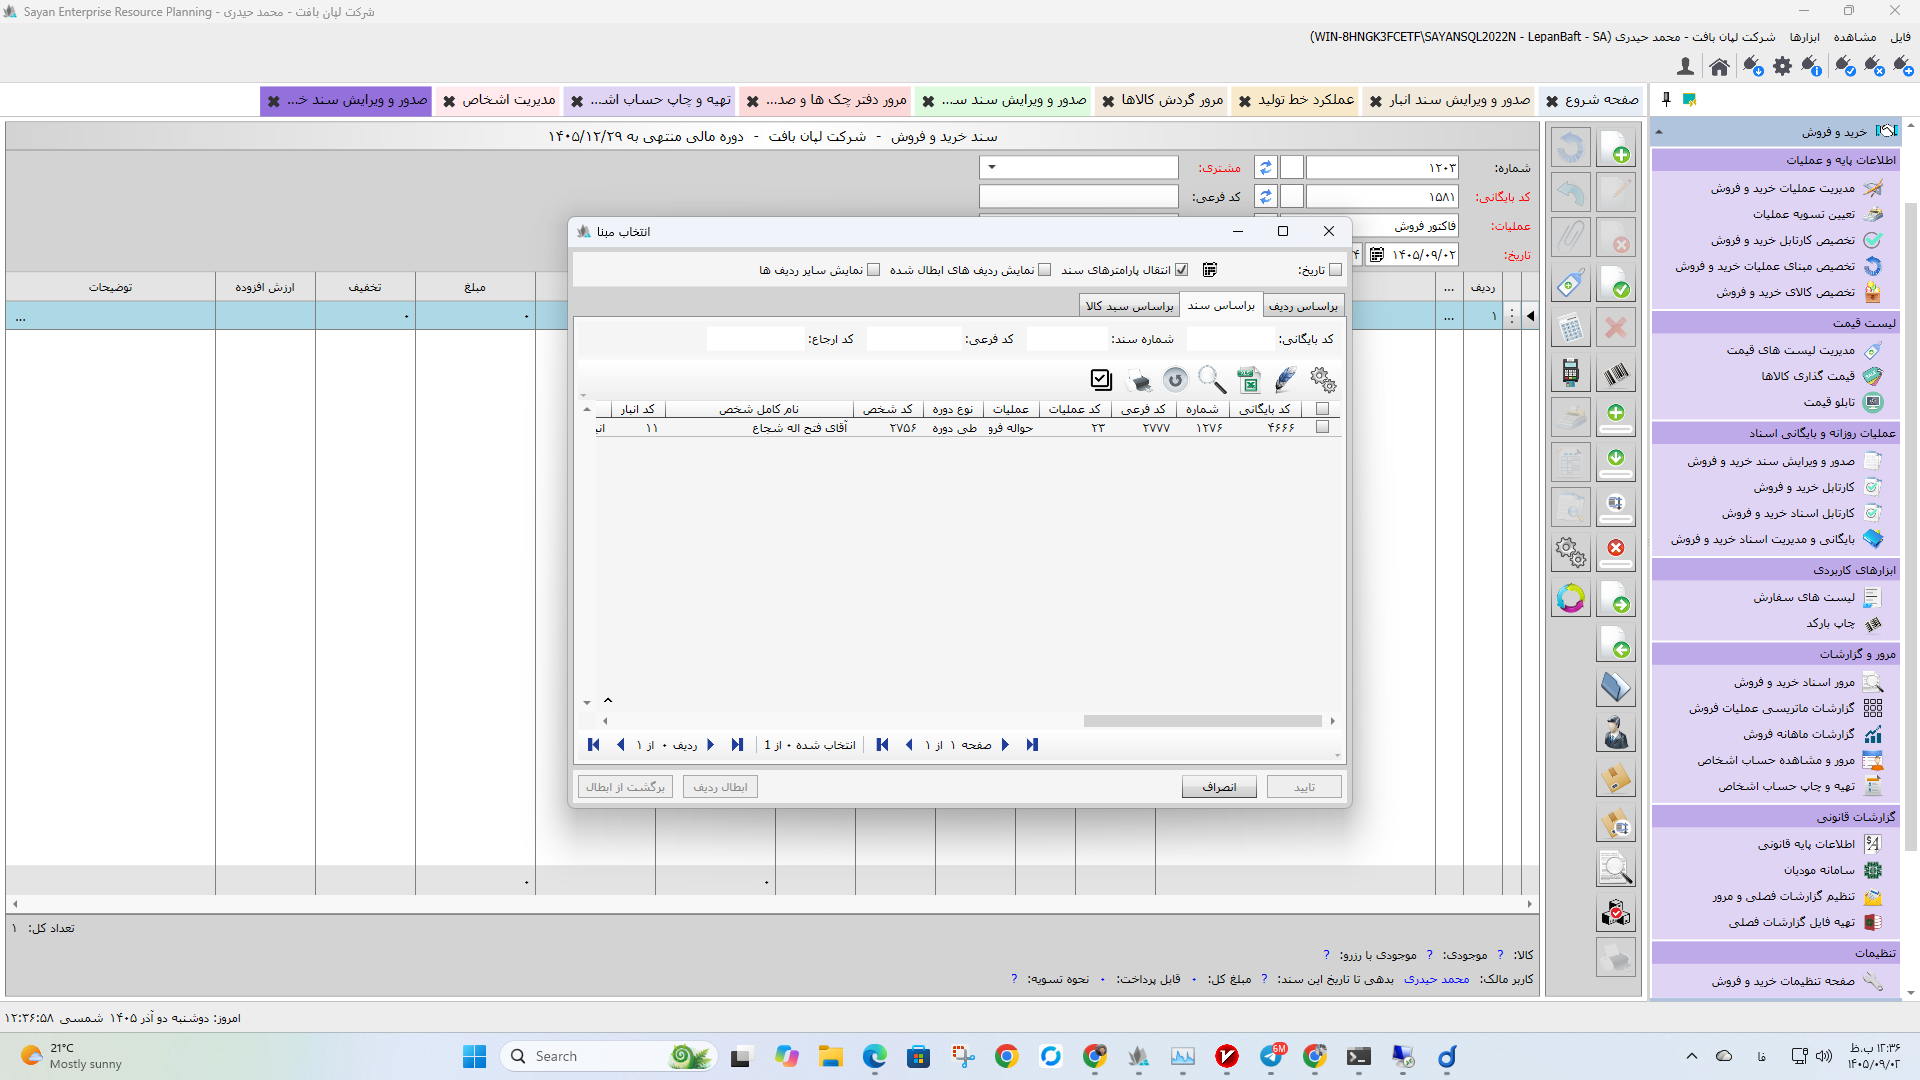 شرکت لپان بافت - محمد حیدری - Sayan Enterprise Resource Planning
فایل مشاهده ابزارها شرکت لپان بافت - محمد حیدری (WIN-8HNGK3FCETF\SAYANSQL2022N - LepanBaft - SA)
صفحه شروع
صدور و ویرایش سند انبار
عملکرد خط تولید
مرور گردش کالاها
صدور و ویرایش سند سـ...
مرور دفتر چک ها و صد...
تهیه و چاپ حساب اشـ...
مدیریت اشخاص
صدور و ویرایش سند خـ...
سند خرید و فروش - شرکت لپان بافت - دوره مالی منتهی به ۱۴۰۵/۱۲/۲۹
شماره: ۱۲۰۳
مشتری:
کد بایگانی: ۱۵۸۱
کد فرعی:
عملیات: فاکتور فروش
تاریخ: ۱۴۰۵/۰۹/۰۲
ردیف ... مبلغ تخفیف ارزش افزوده توضیحات
۱ ... ۰ ۰ ...
انتخاب مبنا
تاریخ:
انتقال پارامترهای سند
نمایش ردیف های ابطال شده
نمایش سایر ردیف ها
براساس ردیف
براساس سند
براساس سبد کالا
کد بایگانی: شماره سند: کد فرعی: کد ارجاع:
کد بایگانی شماره کد فرعی کد عملیات عملیات نوع دوره کد شخص نام کامل شخص کد انبار
۴۶۶۶ ۱۲۷۶ ۲۷۷۷ ۲۳ حواله فرو طی دوره ۲۷۵۶ آقای فتح اله شجاع ۱۱ انب
صفحه ۱ از ۱
انتخاب شده ۰ از 1
ردیف ۰ از ۱
تایید
انصراف
ابطال ردیف
برگشت از ابطال
۰ ۰
تعداد کل: ۱
کالا: ? موجودی: ? موجودی با رزرو: ?
کاربر مالک: محمد حیدری بدهی تا تاریخ این سند: ? مبلغ کل: ۰ قابل پرداخت: ۰ نحوه تسویه: ?
خرید و فروش
اطلاعات پایه و عملیات
مدیریت عملیات خرید و فروش
تعیین تسویه عملیات
تخصیص کارتابل خرید و فروش
تخصیص مبنای عملیات خرید و فروش
تخصیص کالای خرید و فروش
لیست قیمت
مدیریت لیست های قیمت
قیمت گذاری کالاها
تابلو قیمت
عملیات روزانه و بایگانی اسناد
صدور و ویرایش سند خرید و فروش
کارتابل خرید و فروش
کارتابل اسناد خرید و فروش
بایگانی و مدیریت اسناد خرید و فروش
ابزارهای کاربردی
لیست های سفارش
چاپ بارکد
مرور و گزارشات
مرور اسناد خرید و فروش
گزارشات ماتریسی عملیات فروش
گزارشات ماهانه فروش
مرور و مشاهده حساب اشخاص
تهیه و چاپ حساب اشخاص
گزارشات قانونی
اطلاعات پایه قانونی
سامانه مودیان
تنظیم گزارشات فصلی و مرور
تهیه فایل گزارشات فصلی
تنظیمات
صفحه تنظیمات خرید و فروش
امروز: دوشنبه دو آذر ۱۴۰۵ شمسی ۱۲:۳۶:۵۸
21°C
Mostly sunny
Search
6M
فا
۱۲:۳۶ ب.ظ
۱۴۰۵/۰۹/۰۲